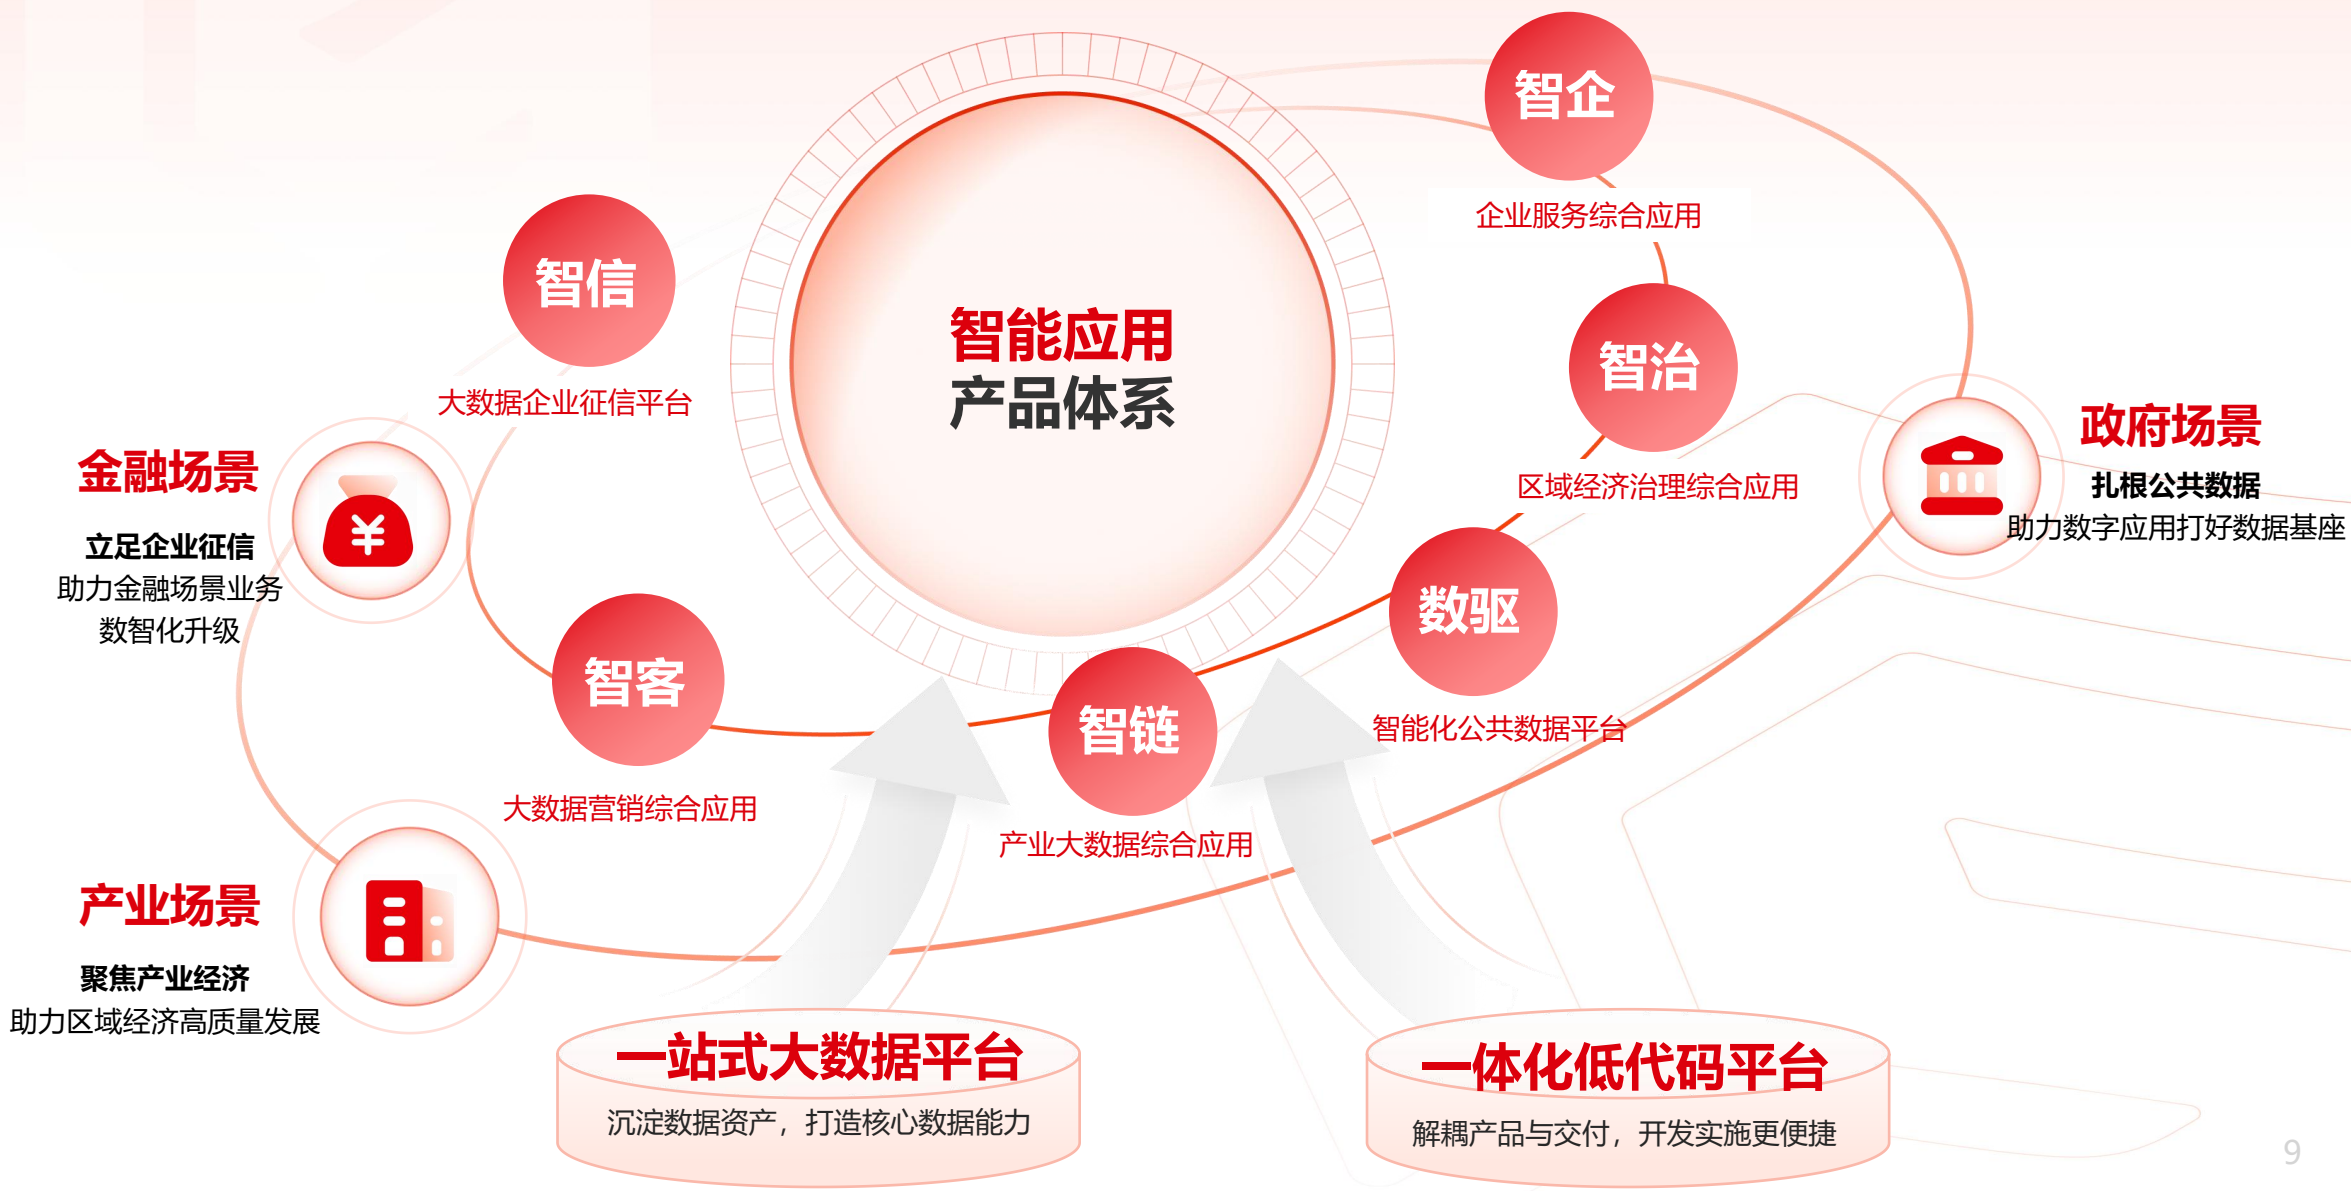 智能应用
产品体系
智企
企业服务综合应用
智信
大数据企业征信平台
智治
区域经济治理综合应用
金融场景
立足企业征信
助力金融场景业务
数智化升级
政府场景
扎根公共数据
助力数字应用打好数据基座
智客
大数据营销综合应用
数驱
智能化公共数据平台
智链
产业大数据综合应用
产业场景
聚焦产业经济
助力区域经济高质量发展
一站式大数据平台
沉淀数据资产，打造核心数据能力
一体化低代码平台
解耦产品与交付，开发实施更便捷
9